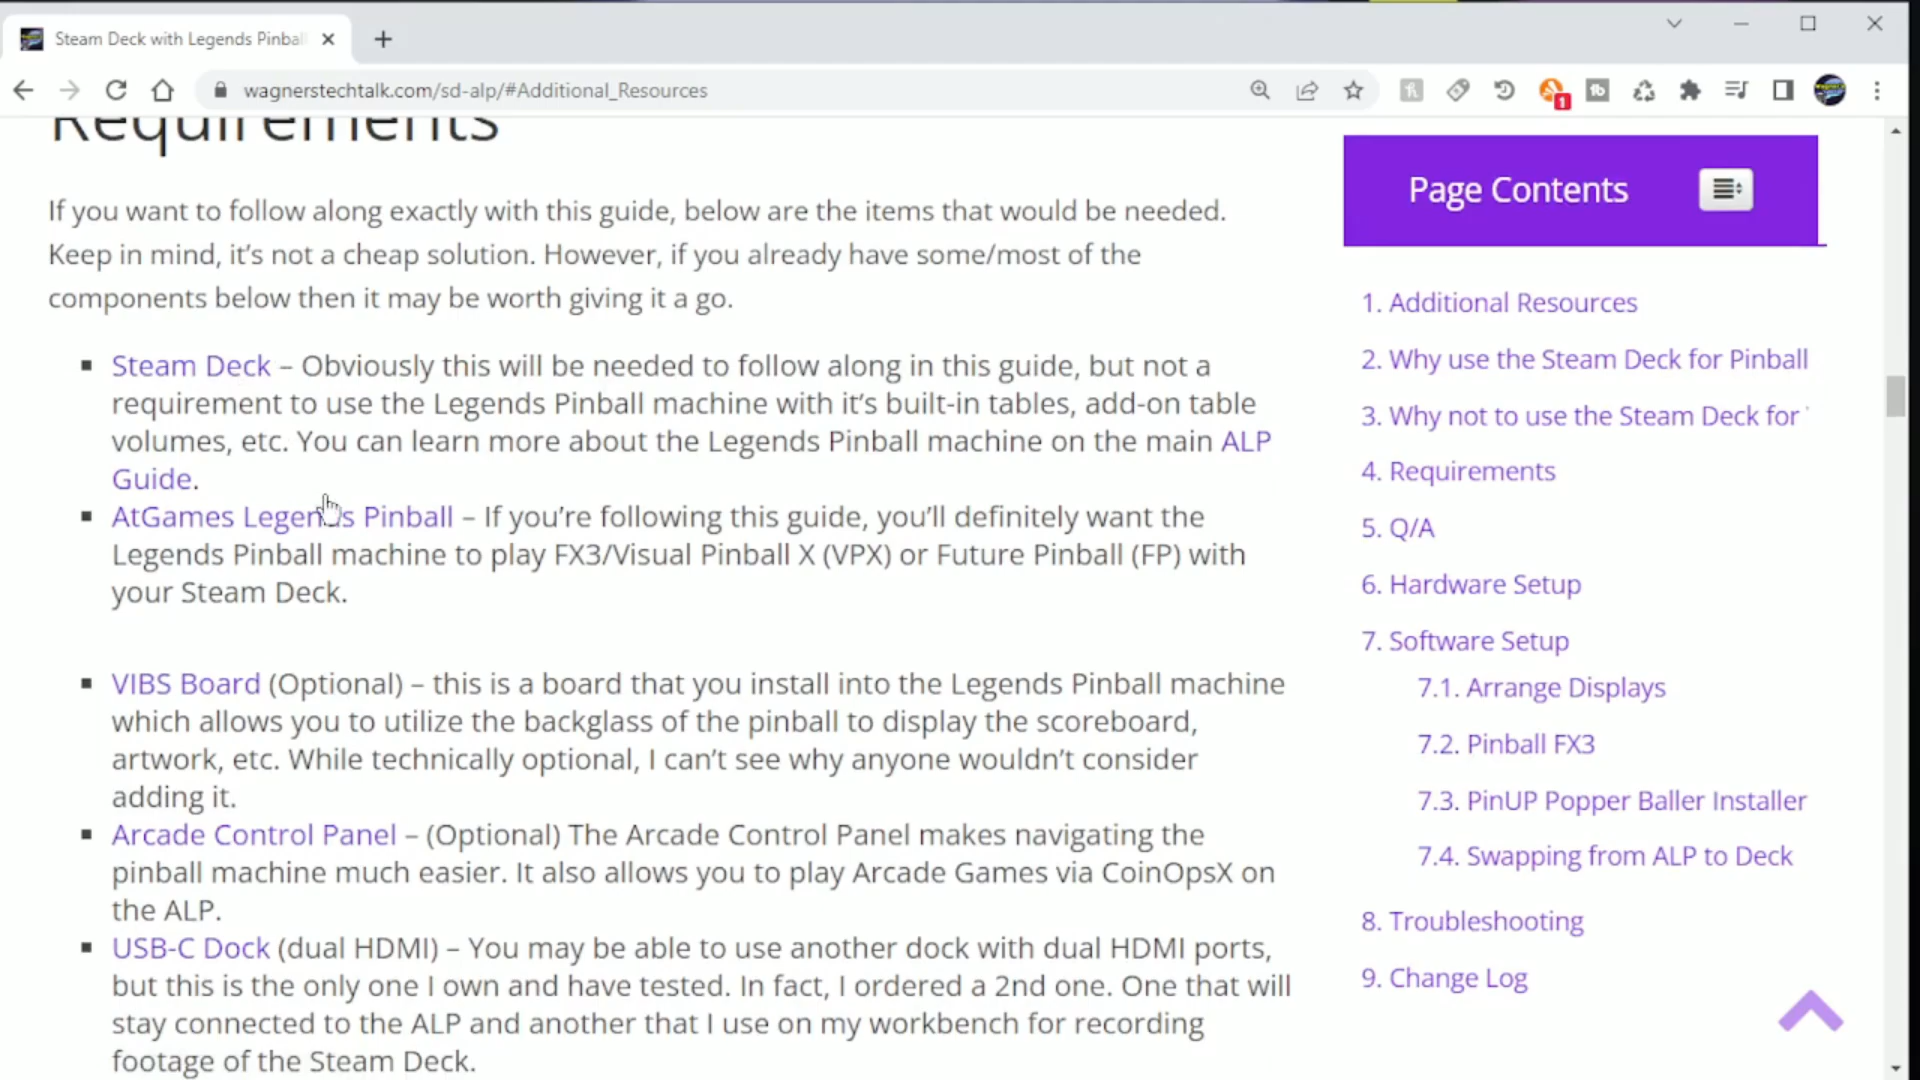 Steam Deck with Legends Pinbal
wagnerstechtalk.com/sd-alp/#Additional_Resources
1
Requirements
If you want to follow along exactly with this guide, below are the items that would be needed.
Keep in mind, it's not a cheap solution. However, if you already have some/most of the
components below then it may be worth giving it a go.
Steam Deck – Obviously this will be needed to follow along in this guide, but not a
requirement to use the Legends Pinball machine with it's built-in tables, add-on table
volumes, etc. You can learn more about the Legends Pinball machine on the main ALP
Guide.
AtGames Legends Pinball – If you're following this guide, you'll definitely want the
Legends Pinball machine to play FX3/Visual Pinball X (VPX) or Future Pinball (FP) with
your Steam Deck.
VIBS Board (Optional) – this is a board that you install into the Legends Pinball machine
which allows you to utilize the backglass of the pinball to display the scoreboard,
artwork, etc. While technically optional, I can't see why anyone wouldn't consider
adding it.
Arcade Control Panel – (Optional) The Arcade Control Panel makes navigating the
pinball machine much easier. It also allows you to play Arcade Games via CoinOpsX on
the ALP.
USB-C Dock (dual HDMI) – You may be able to use another dock with dual HDMI ports,
but this is the only one I own and have tested. In fact, I ordered a 2nd one. One that will
stay connected to the ALP and another that I use on my workbench for recording
footage of the Steam Deck.
Page Contents
1. Additional Resources
2. Why use the Steam Deck for Pinball
3. Why not to use the Steam Deck for
4. Requirements
5. Q/A
6. Hardware Setup
7. Software Setup
7.1. Arrange Displays
7.2. Pinball FX3
7.3. PinUP Popper Baller Installer
7.4. Swapping from ALP to Deck
8. Troubleshooting
9. Change Log